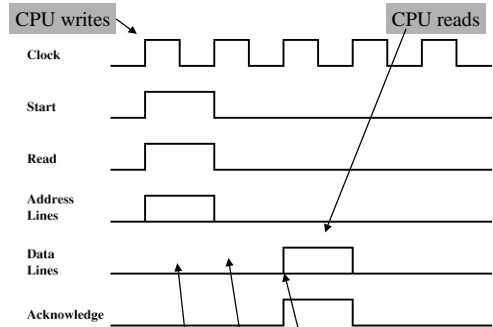 CPU writes
CPU reads
Clock
Start
Read
Address
Lines
Data
Lines
Acknowledge